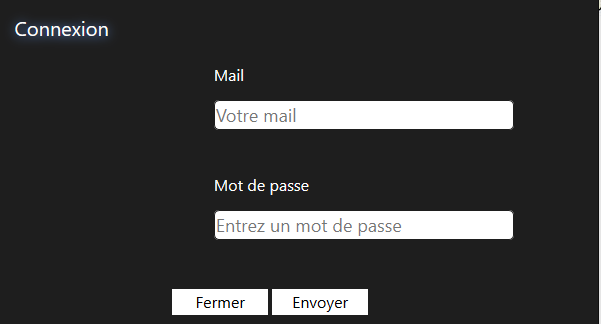 Connexion
Mail
Votre mail
Mot de passe
Entrez un mot de passe
Fermer Envoyer